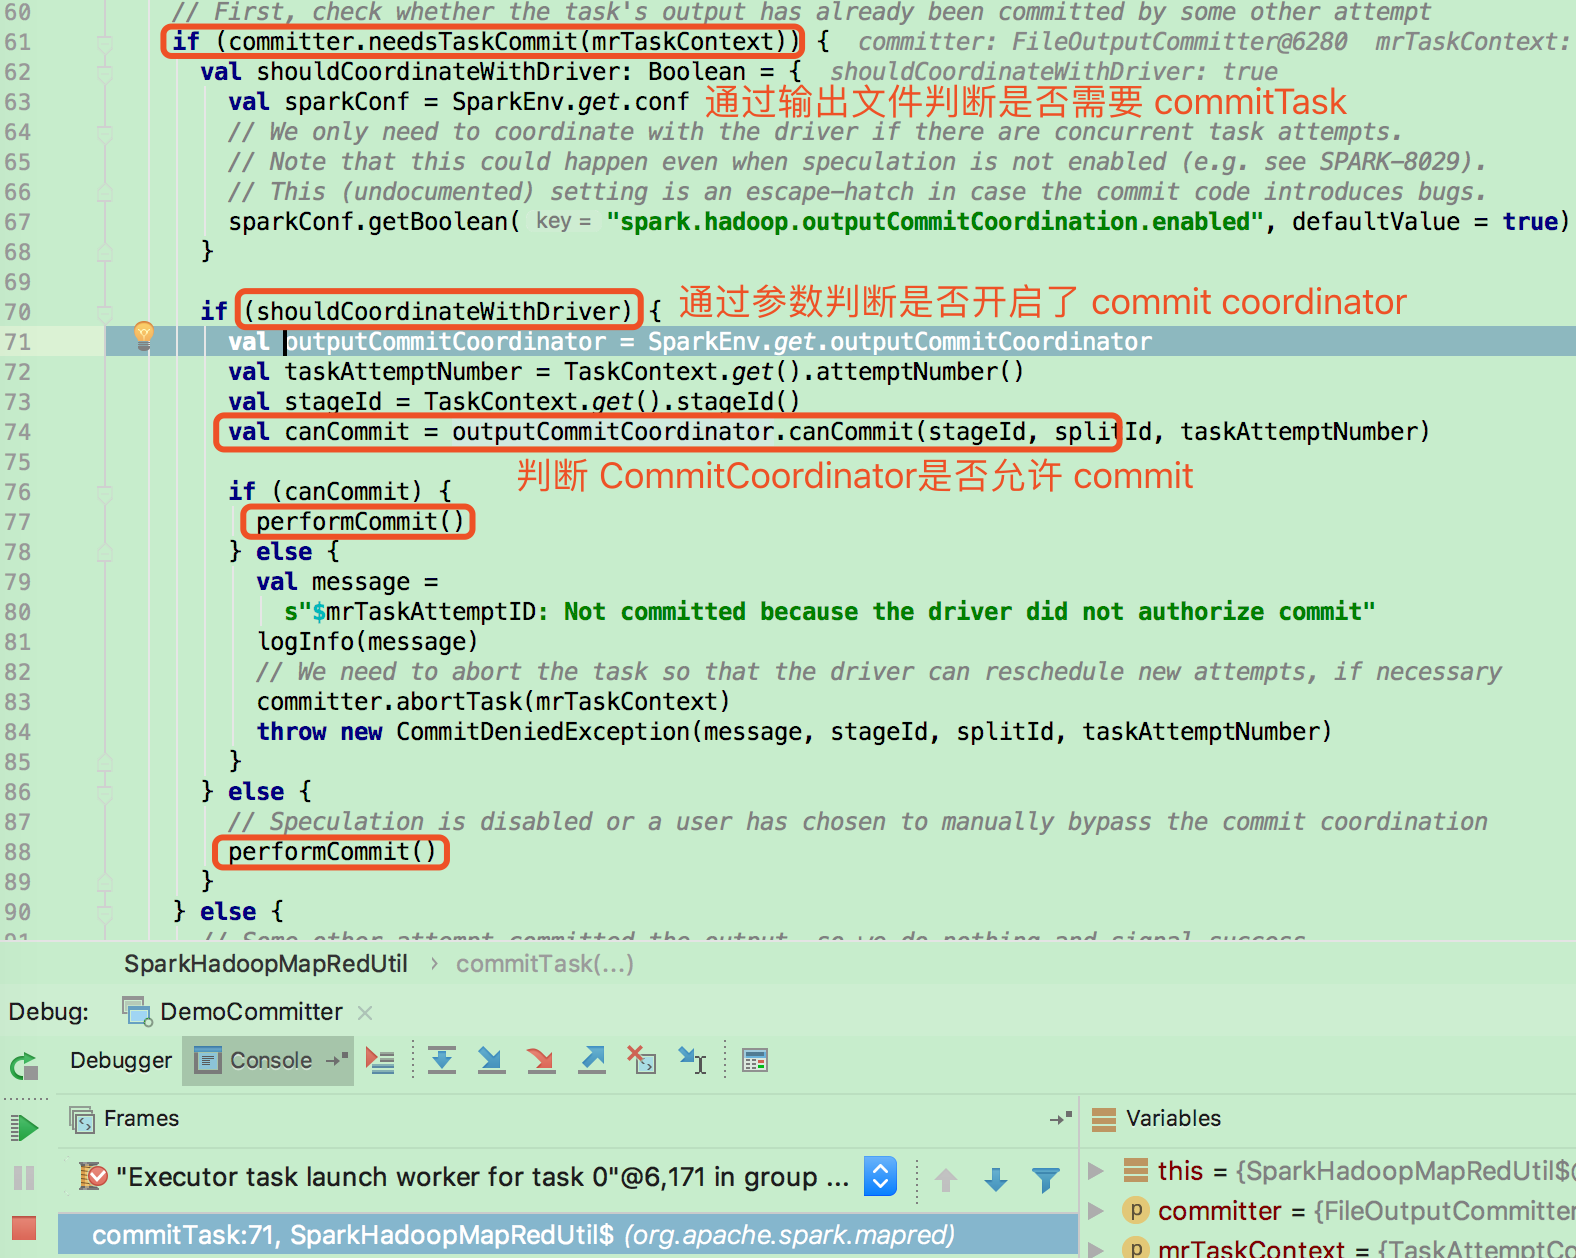 60 // First, check whether the task's output has already been committed by some other attempt
61 if (committer.needsTaskCommit(mrTaskContext)) { committer: FileOutputCommitter@6280 mrTaskContext:
62 val shouldCoordinateWithDriver: Boolean = { shouldCoordinateWithDriver: true
63 val sparkConf = SparkEnv.get.conf 通过输出文件判断是否需要 commitTask
64 // We only need to coordinate with the driver if there are concurrent task attempts.
65 // Note that this could happen even when speculation is not enabled (e.g. see SPARK-8029).
66 // This (undocumented) setting is an escape-hatch in case the commit code introduces bugs.
67 sparkConf.getBoolean( key = "spark.hadoop.outputCommitCoordination.enabled", defaultValue = true)
68 }
69
70 if (shouldCoordinateWithDriver) { 通过参数判断是否开启了 commit coordinator
71 val outputCommitCoordinator = SparkEnv.get.outputCommitCoordinator
72 val taskAttemptNumber = TaskContext.get().attemptNumber()
73 val stageId = TaskContext.get().stageId()
74 val canCommit = outputCommitCoordinator.canCommit(stageId, splitId, taskAttemptNumber)
75 判断 CommitCoordinator是否允许 commit
76 if (canCommit) {
77 performCommit()
78 } else {
79 val message =
80 s"$mrTaskAttemptID: Not committed because the driver did not authorize commit"
81 logInfo(message)
82 // We need to abort the task so that the driver can reschedule new attempts, if necessary
83 committer.abortTask(mrTaskContext)
84 throw new CommitDeniedException(message, stageId, splitId, taskAttemptNumber)
85 }
86 } else {
87 // Speculation is disabled or a user has chosen to manually bypass the commit coordination
88 performCommit()
89 }
90 } else {
91 // Some other attempt committed the output, so we do nothing and signal success
SparkHadoopMapRedUtil › commitTask(...)
Debug: DemoCommitter
Debugger Console
Frames
Variables
"Executor task launch worker for task 0"@6,171 in group ...
this = {SparkHadoopMapRedUtil$@
commitTask:71, SparkHadoopMapRedUtil$ (org.apache.spark.mapred)
p committer = {FileOutputCommitter
p mrTaskContext = {TaskAttemptCo